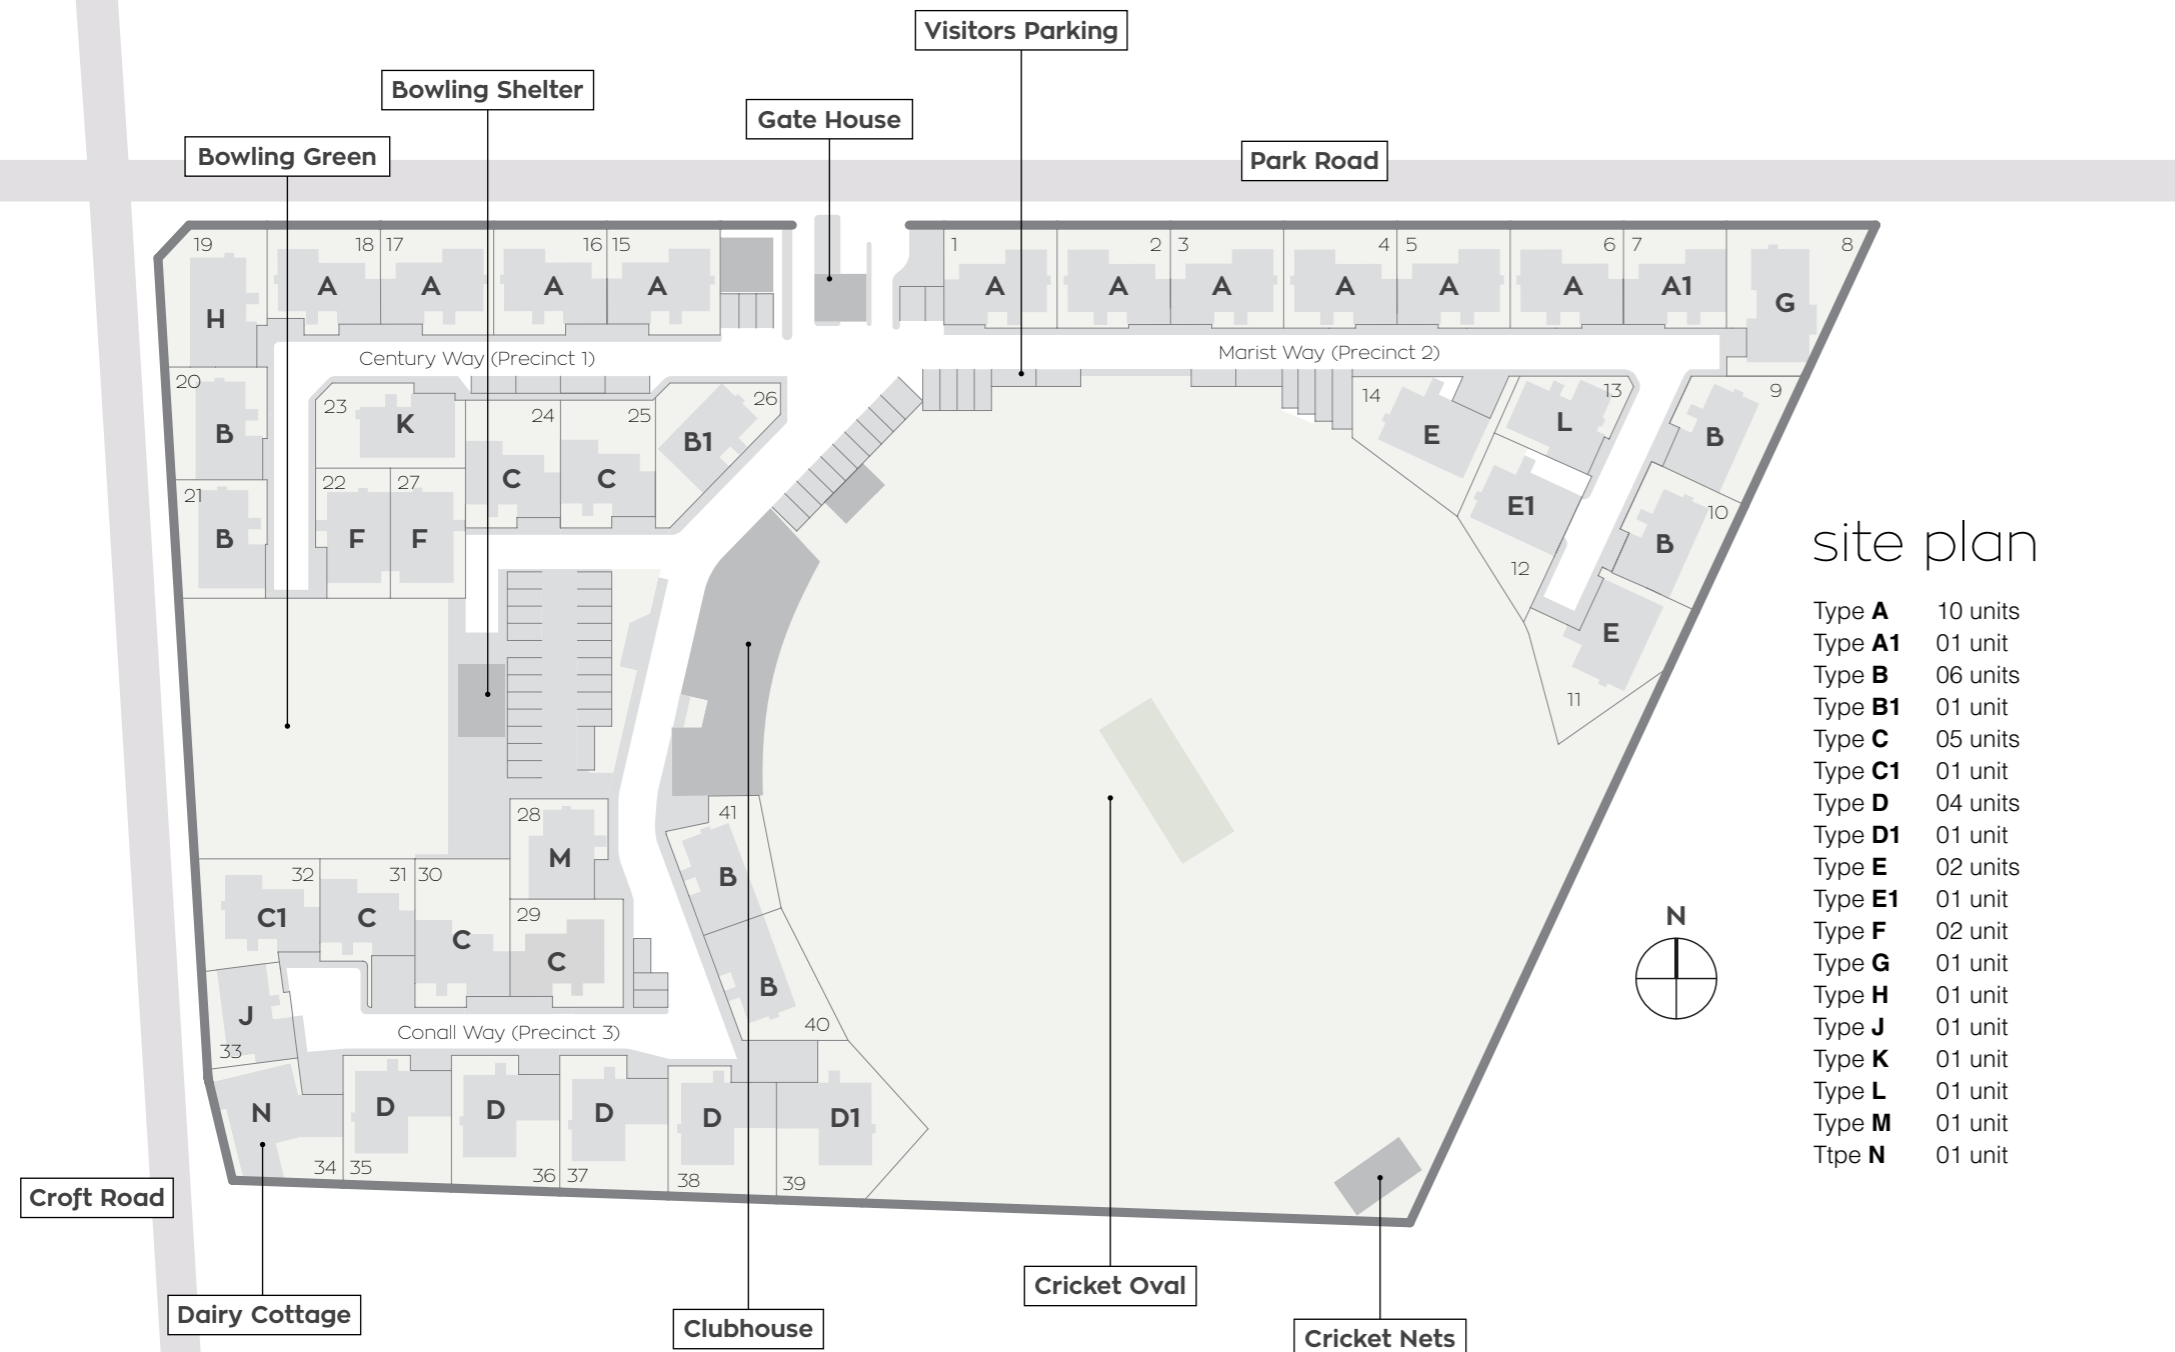 Visitors Parking
Bowling Shelter
Gate House
Bowling Green
Park Road
19
18 17
16 15
1
2 3
4 5
6 7
8
H
A
A
A
A
A
A
A
A
A
A
A1
G
Century Way (Precinct 1)
Marist Way (Precinct 2)
20
B
23
K
24
25
26
B1
14
E
13
L
9
B
21
B
22
F
27
F
C
C
E1
12
10
B
E
11
site plan
Type A 10 units
Type A1 01 unit
Type B 06 units
Type B1 01 unit
Type C 05 units
Type C1 01 unit
Type D 04 units
Type D1 01 unit
Type E 02 units
Type E1 01 unit
Type F 02 unit
Type G 01 unit
Type H 01 unit
Type J 01 unit
Type K 01 unit
Type L 01 unit
Type M 01 unit
Ttpe N 01 unit
N
28
M
41
B
32
C1
31 30
C
C
29
C
B
40
J
33
Conall Way (Precinct 3)
N
D
D
D
D
D1
34 35
36 37
38
39
Croft Road
Dairy Cottage
Clubhouse
Cricket Oval
Cricket Nets